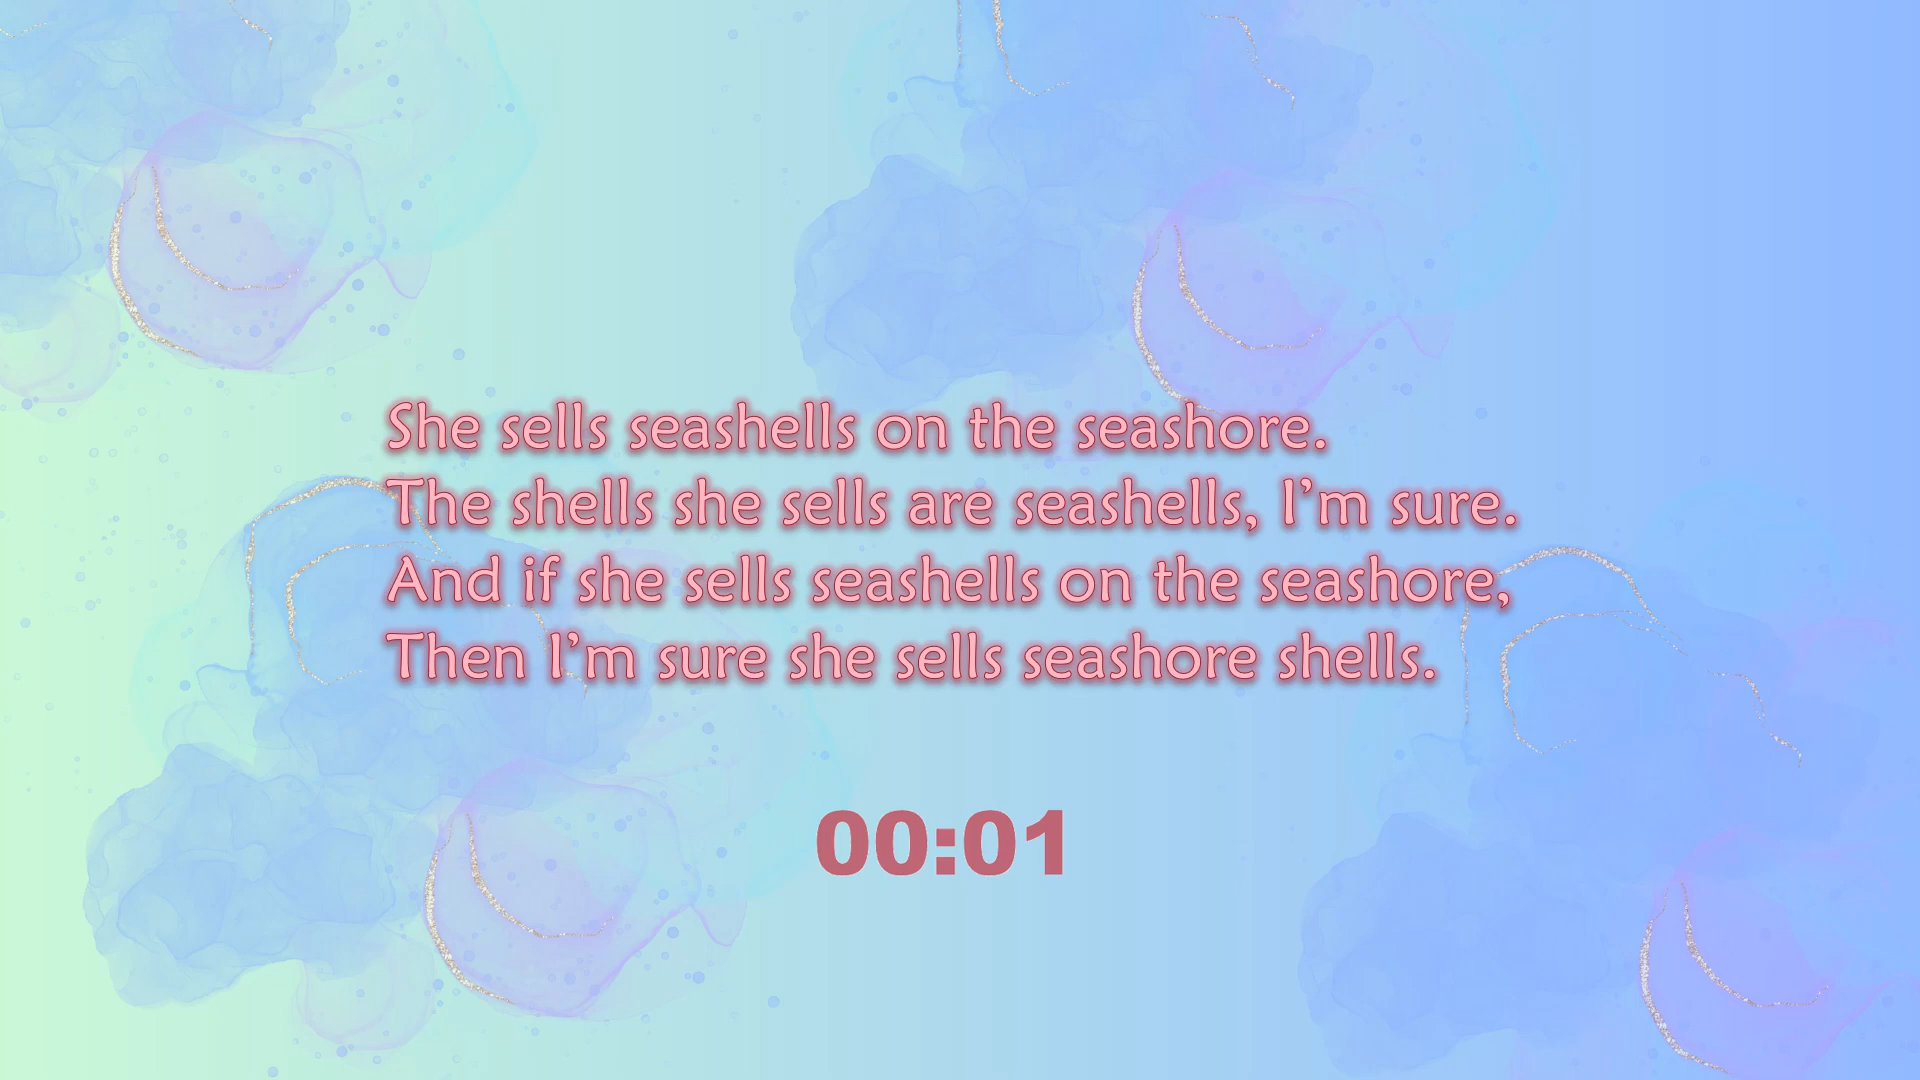 She sells seashells on the seashore.
The shells she sells are seashells, I’m sure.
And if she sells seashells on the seashore,
Then I’m sure she sells seashore shells.
00:01